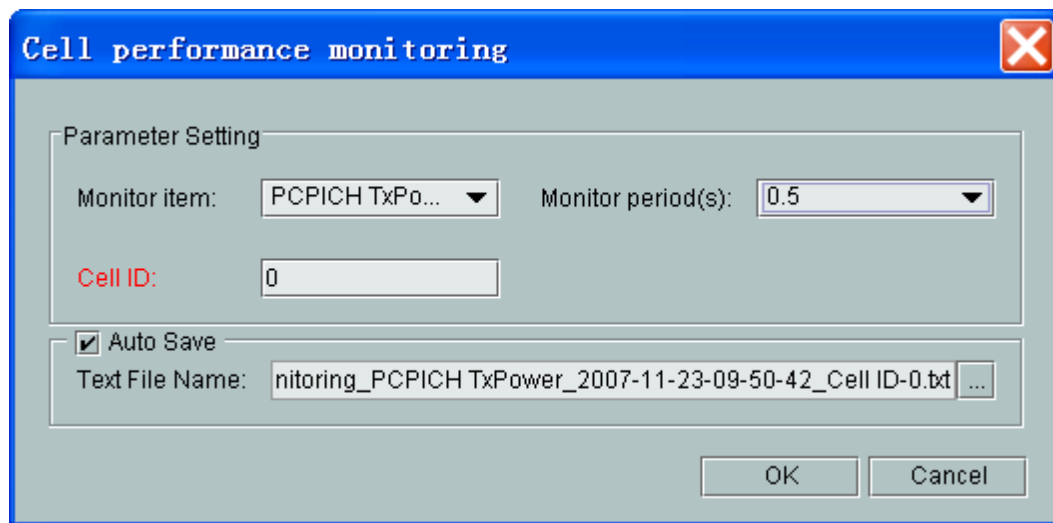 Cell performance monitoring
Parameter Setting
Monitor item: PCPICH TxPo... Monitor period(s): 0.5
Cell ID: 0
Auto Save
Text File Name: nitoring_PCPICH TxPower_2007-11-23-09-50-42_Cell ID-0.txt ...
OK Cancel